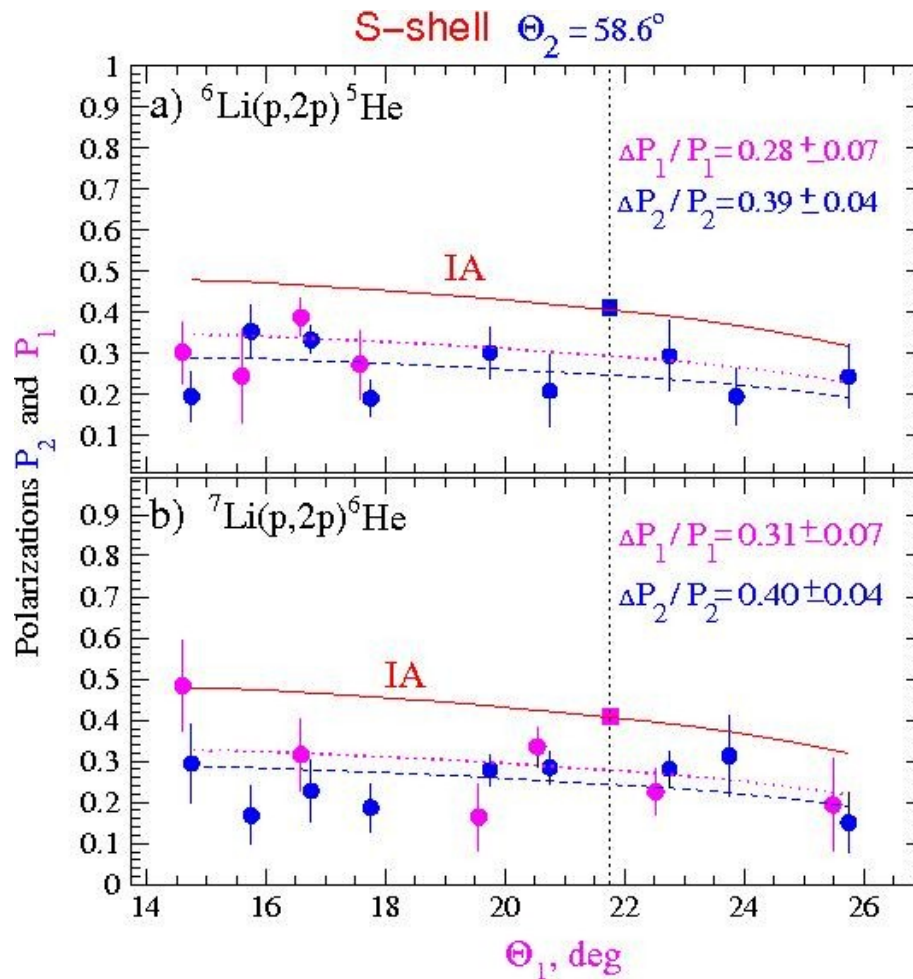 S-shell Θ₂ = 58.6°
1
a) ⁶Li(p,2p)⁵He
0.9
0.8
ΔP₁/P₁=0.28±0.07
0.7
ΔP₂/P₂=0.39±0.04
0.6
0.5
IA
0.4
0.3
0.2
0.1
b) ⁷Li(p,2p)⁶He
0.9
ΔP₁/P₁=0.31±0.07
0.8
0.7
ΔP₂/P₂=0.40±0.04
0.6
0.5
IA
0.4
0.3
0.2
0.1
0
14 16 18 20 22 24 26
Θ₁, deg
Polarizations P₂ and P₁